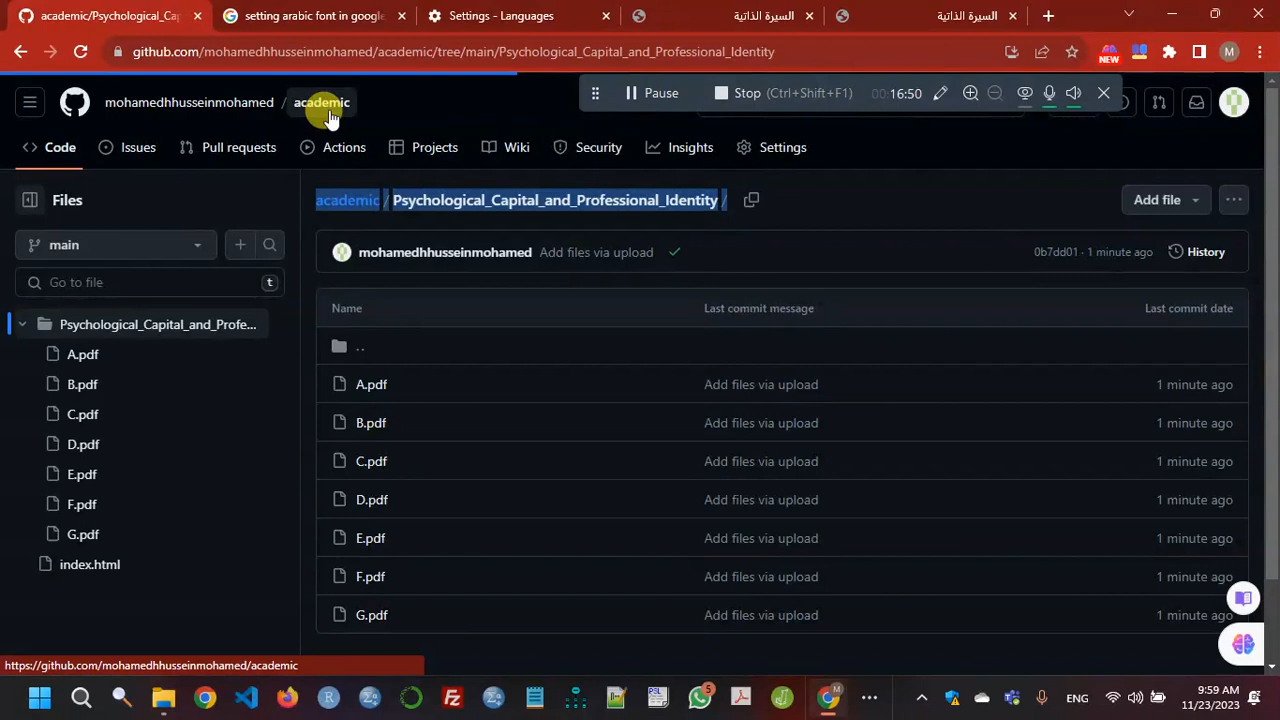 academic/Psychological_Ca
setting arabic font in google
Settings - Languages
السيرة الذاتية
السيرة الذاتية
github.com/mohamedhhusseinmohamed/academic/tree/main/Psychological_Capital_and_Professional_Identity
NEW
M
mohamedhhusseinmohamed / academic
Pause
Stop (Ctrl+Shift+F1)
00:16:50
Code
Issues
Pull requests
Actions
Projects
Wiki
Security
Insights
Settings
Files
academic / Psychological_Capital_and_Professional_Identity /
Add file
main
mohamedhhusseinmohamed Add files via upload
0b7dd01 · 1 minute ago
History
Go to file
t
Name
Last commit message
Last commit date
Psychological_Capital_and_Profe...
..
A.pdf
B.pdf
C.pdf
D.pdf
E.pdf
F.pdf
G.pdf
index.html
A.pdf Add files via upload 1 minute ago
B.pdf Add files via upload 1 minute ago
C.pdf Add files via upload 1 minute ago
D.pdf Add files via upload 1 minute ago
E.pdf Add files via upload 1 minute ago
F.pdf Add files via upload 1 minute ago
G.pdf Add files via upload 1 minute ago
https://github.com/mohamedhhusseinmohamed/academic
5
M
ENG
9:59 AM
11/23/2023